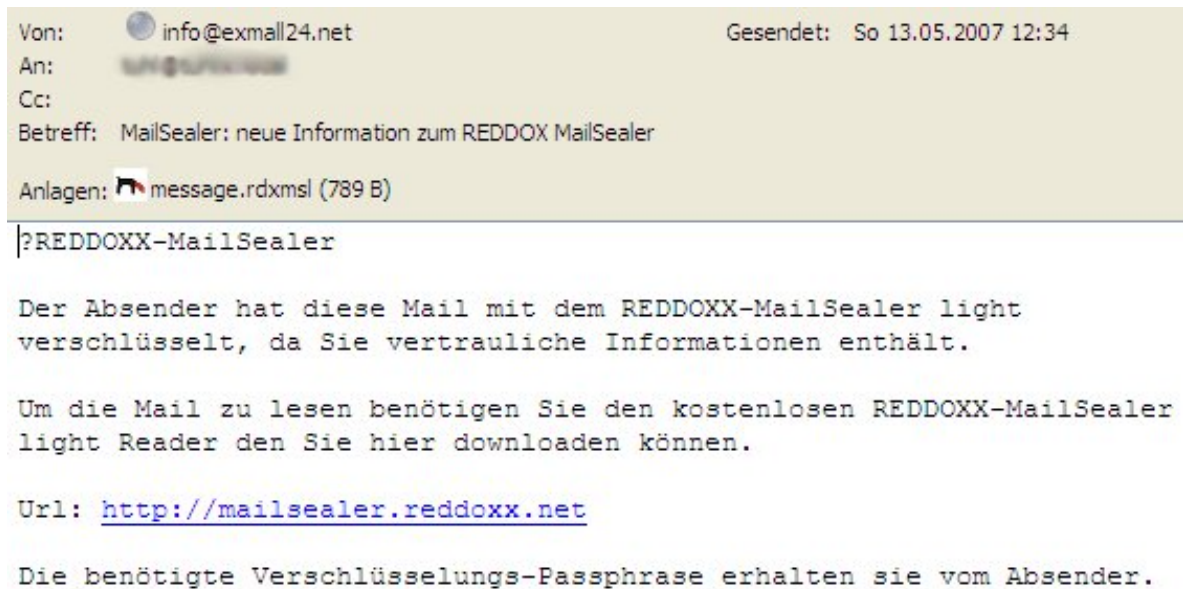 Von: info@exmall24.net Gesendet: So 13.05.2007 12:34
An:
Cc:
Betreff: MailSealer: neue Information zum REDDOX MailSealer
Anlagen: message.rdxmsl (789 B)
?REDDOXX-MailSealer
Der Absender hat diese Mail mit dem REDDOXX-MailSealer light
verschlüsselt, da Sie vertrauliche Informationen enthält.
Um die Mail zu lesen benötigen Sie den kostenlosen REDDOXX-MailSealer
light Reader den Sie hier downloaden können.
Url: http://mailsealer.reddoxx.net
Die benötigte Verschlüsselungs-Passphrase erhalten sie vom Absender.